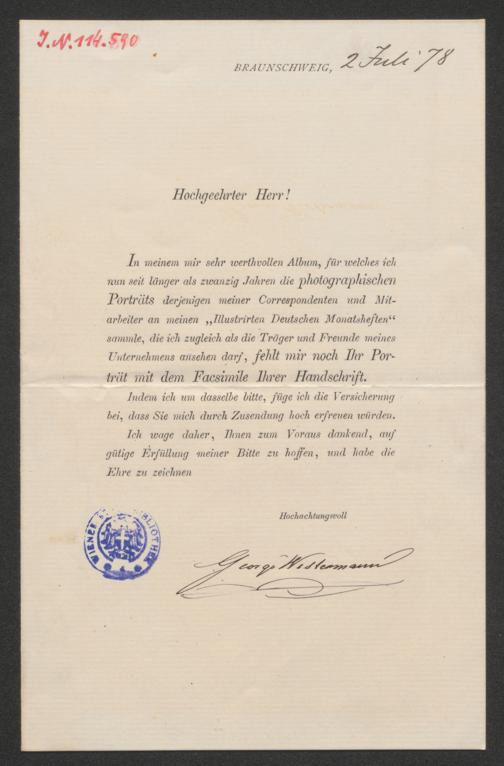 J.N. 114.590
BRAUNSCHWEIG, 2 Juli 78
Hochgeehrter Herr!
In meinem mir sehr werthvollen Album, für welches ich
nun seit länger als zwanzig Jahren die photographischen
Porträts derjenigen meiner Correspondenten und Mit-
arbeiter an meinen „Illustrirten Deutschen Monatsheften“
sammle, die ich zugleich als die Träger und Freunde meines
Unternehmens ansehen darf, fehlt mir noch Ihr Por-
trät mit dem Facsimile Ihrer Handschrift.
Indem ich um dasselbe bitte, füge ich die Versicherung
bei, dass Sie mich durch Zusendung hoch erfreuen würden.
Ich wage daher, Ihnen zum Voraus dankend, auf
gütige Erfüllung meiner Bitte zu hoffen, und habe die
Ehre zu zeichnen
Hochachtungsvoll
George Westermann
WIENER BIBLIOTHEK